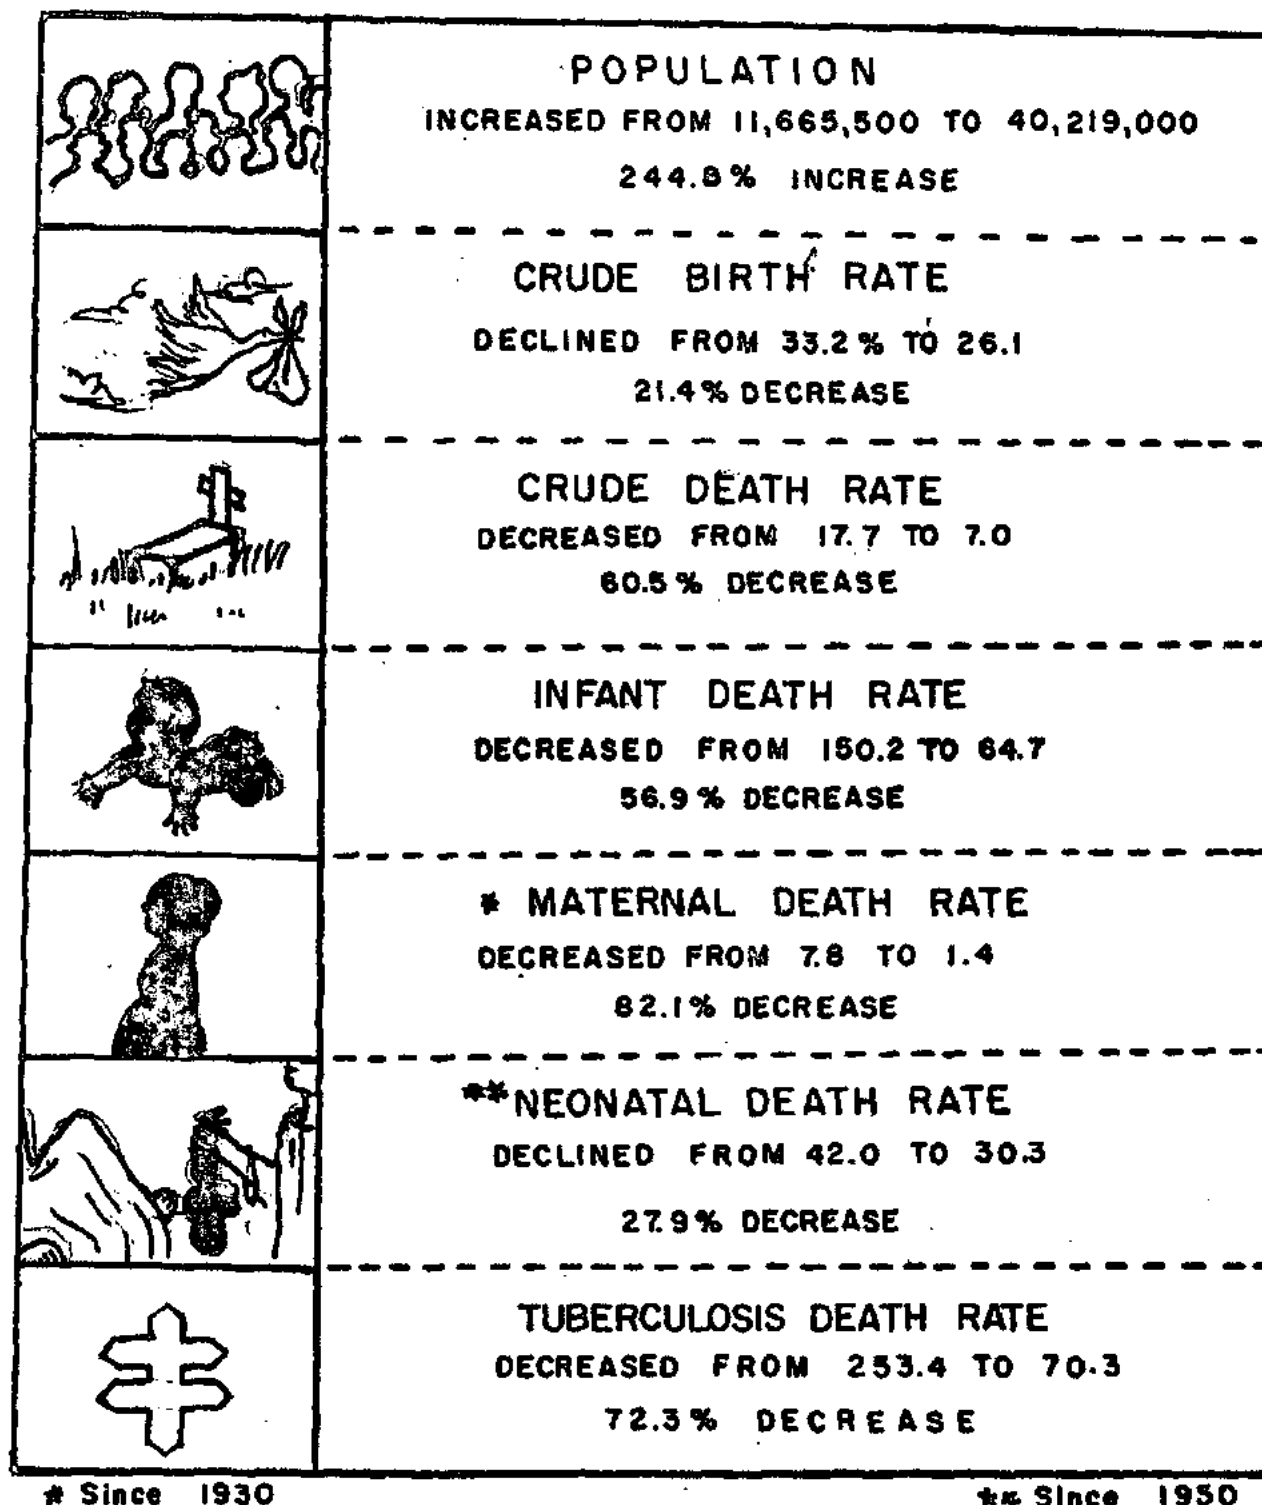 POPULATION
INCREASED FROM 11,665,500 TO 40,219,000
244.8% INCREASE
CRUDE BIRTH RATE
DECLINED FROM 33.2% TO 26.1
21.4% DECREASE
CRUDE DEATH RATE
DECREASED FROM 17.7 TO 7.0
60.5% DECREASE
INFANT DEATH RATE
DECREASED FROM 150.2 TO 64.7
56.9% DECREASE
* MATERNAL DEATH RATE
DECREASED FROM 7.8 TO 1.4
82.1% DECREASE
**NEONATAL DEATH RATE
DECLINED FROM 42.0 TO 30.3
27.9% DECREASE
TUBERCULOSIS DEATH RATE
DECREASED FROM 253.4 TO 70.3
72.3% DECREASE
* Since 1930
** Since 1950